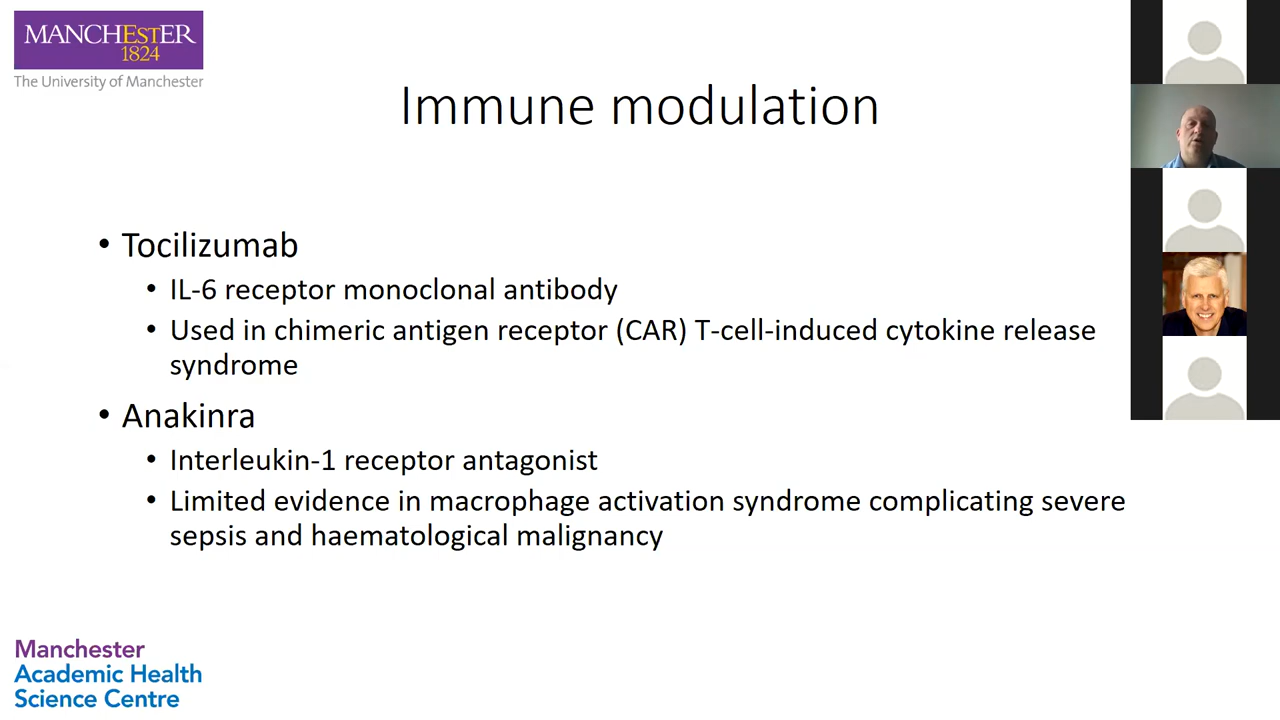 MANCHESTER
1824
The University of Manchester
Immune modulation
• Tocilizumab
• IL-6 receptor monoclonal antibody
• Used in chimeric antigen receptor (CAR) T-cell-induced cytokine release
syndrome
• Anakinra
• Interleukin-1 receptor antagonist
• Limited evidence in macrophage activation syndrome complicating severe
sepsis and haematological malignancy
Manchester
Academic Health
Science Centre